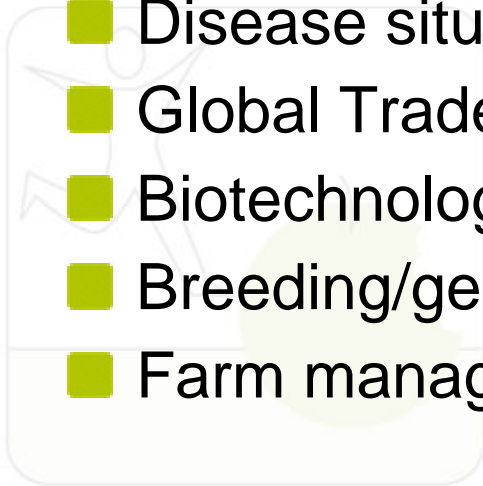 Disease situ
Global Trade
Biotechnolog
Breeding/ge
Farm manag